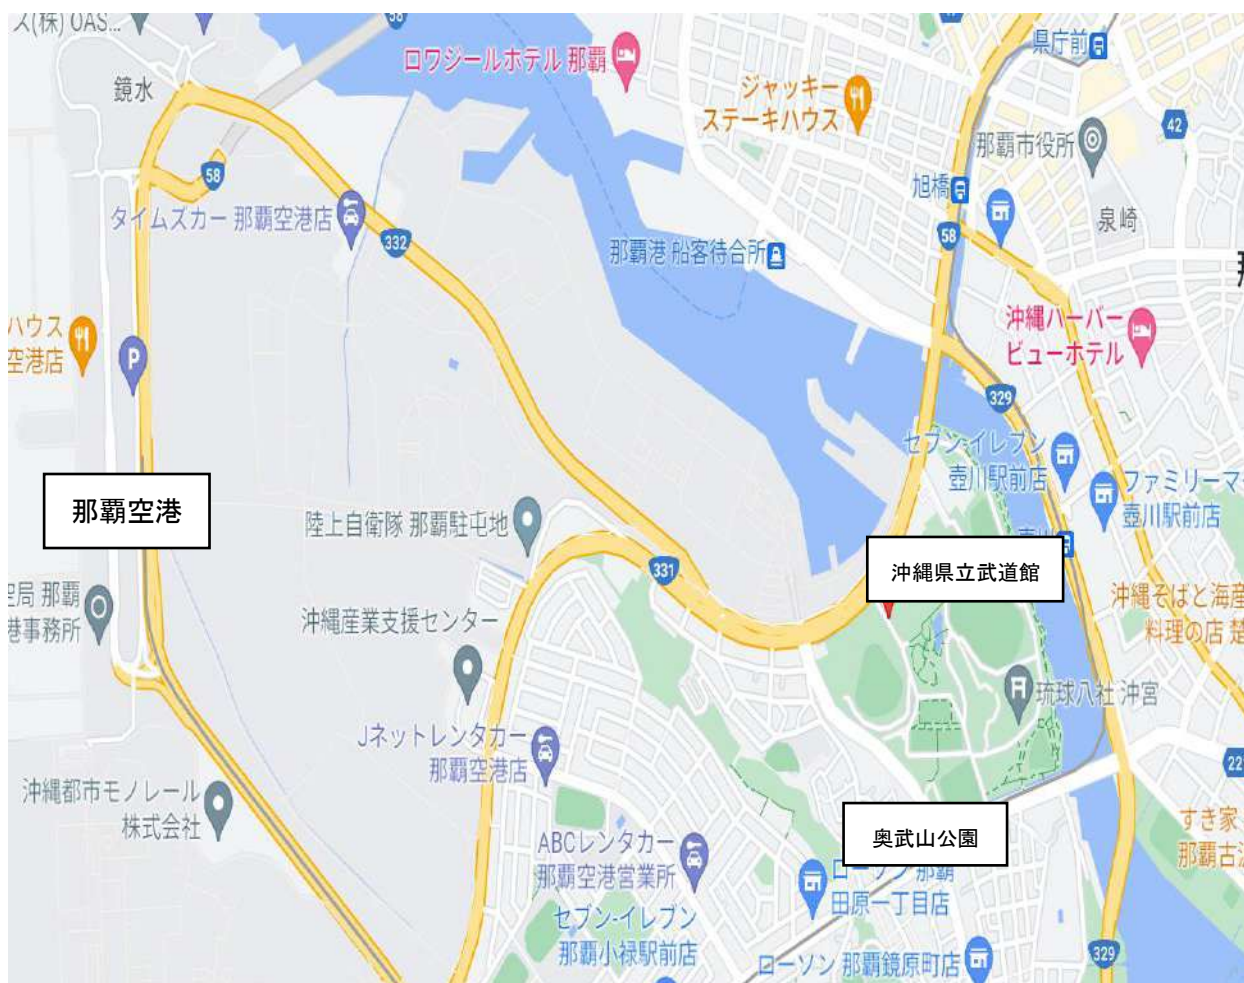 ス(株) OAS...
58
鏡水
ロワジールホテル 那覇
ジャッキー
ステーキハウス
県庁前
42
那覇市役所
旭橋
泉崎
58
タイムズカー 那覇空港店
332
那覇港 船客待合所
58
ハウス
空港店
P
沖縄ハーバー
ビューホテル
329
セブン-イレブン
壺川駅前店
ファミリーマ
壺川駅前店
那覇空港
陸上自衛隊 那覇駐屯地
331
沖縄県立武道館
局 那覇
港事務所
沖縄産業支援センター
沖縄そばと海産
料理の店 楚
琉球八社 沖宮
Jネットレンタカー
那覇空港店
22
沖縄都市モノレール
株式会社
奥武山公園
すき家
那覇古
ABCレンタカー
那覇空港営業所
ローソン 那覇
田原一丁目店
セブン-イレブン
那覇小禄駅前店
ローソン 那覇鏡原町店
329